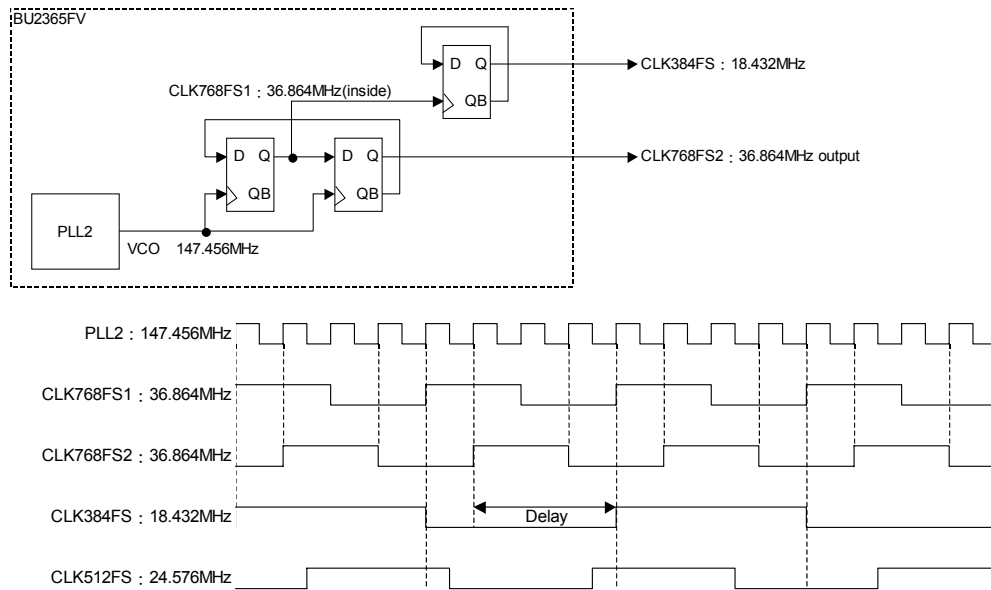 BU2365FV
D Q
QB
CLK384FS : 18.432MHz
CLK768FS1 : 36.864MHz(inside)
D Q
QB
D Q
QB
CLK768FS2 : 36.864MHz output
PLL2
VCO 147.456MHz
PLL2 : 147.456MHz
CLK768FS1 : 36.864MHz
CLK768FS2 : 36.864MHz
CLK384FS : 18.432MHz
Delay
CLK512FS : 24.576MHz